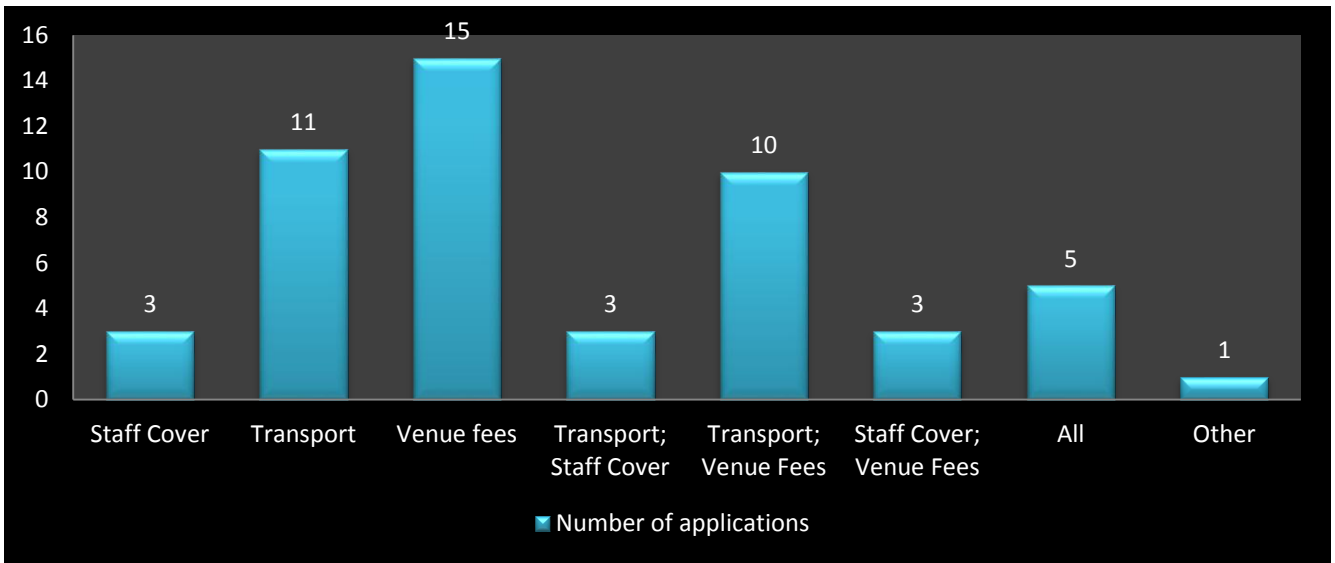 16
14
12
10
8
6
4
2
0
3
11
15
3
10
3
5
1
Staff Cover
Transport
Venue fees
Transport;
Staff Cover
Transport;
Venue Fees
Staff Cover;
Venue Fees
All
Other
Number of applications